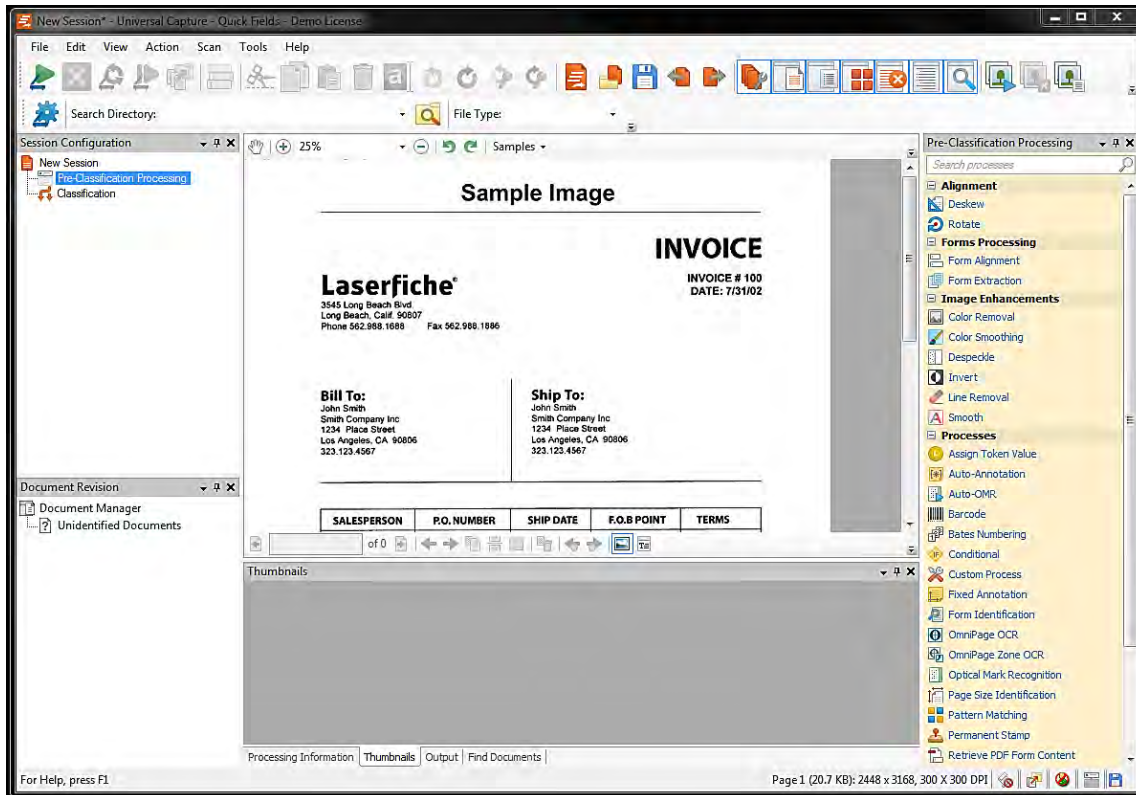 New Session* - Universal Capture - Quick Fields - Demo License
File Edit View Action Scan Tools Help
Search Directory: File Type:
Session Configuration
New Session
Pre-Classification Processing
Classification
Document Revision
Document Manager
Unidentified Documents
25% Samples
Sample Image
INVOICE
INVOICE # 100
DATE: 7/31/02
Laserfiche®
3545 Long Beach Blvd.
Long Beach, Calif. 90807
Phone 562.988.1688 Fax 562.988.1886
Bill To:
John Smith
Smith Company Inc
1234 Place Street
Los Angeles, CA 90806
323.123.4567
Ship To:
John Smith
Smith Company Inc
1234 Place Street
Los Angeles, CA 90806
323.123.4567
SALESPERSON P.O. NUMBER SHIP DATE F.O.B POINT TERMS
of 0
Thumbnails
Processing Information Thumbnails Output Find Documents
Pre-Classification Processing
Search processes
Alignment
Deskew
Rotate
Forms Processing
Form Alignment
Form Extraction
Image Enhancements
Color Removal
Color Smoothing
Despeckle
Invert
Line Removal
Smooth
Processes
Assign Token Value
Auto-Annotation
Auto-OMR
Barcode
Bates Numbering
Conditional
Custom Process
Fixed Annotation
Form Identification
OmniPage OCR
OmniPage Zone OCR
Optical Mark Recognition
Page Size Identification
Pattern Matching
Permanent Stamp
Retrieve PDF Form Content
For Help, press F1
Page 1 (20.7 KB): 2448 x 3168, 300 X 300 DPI